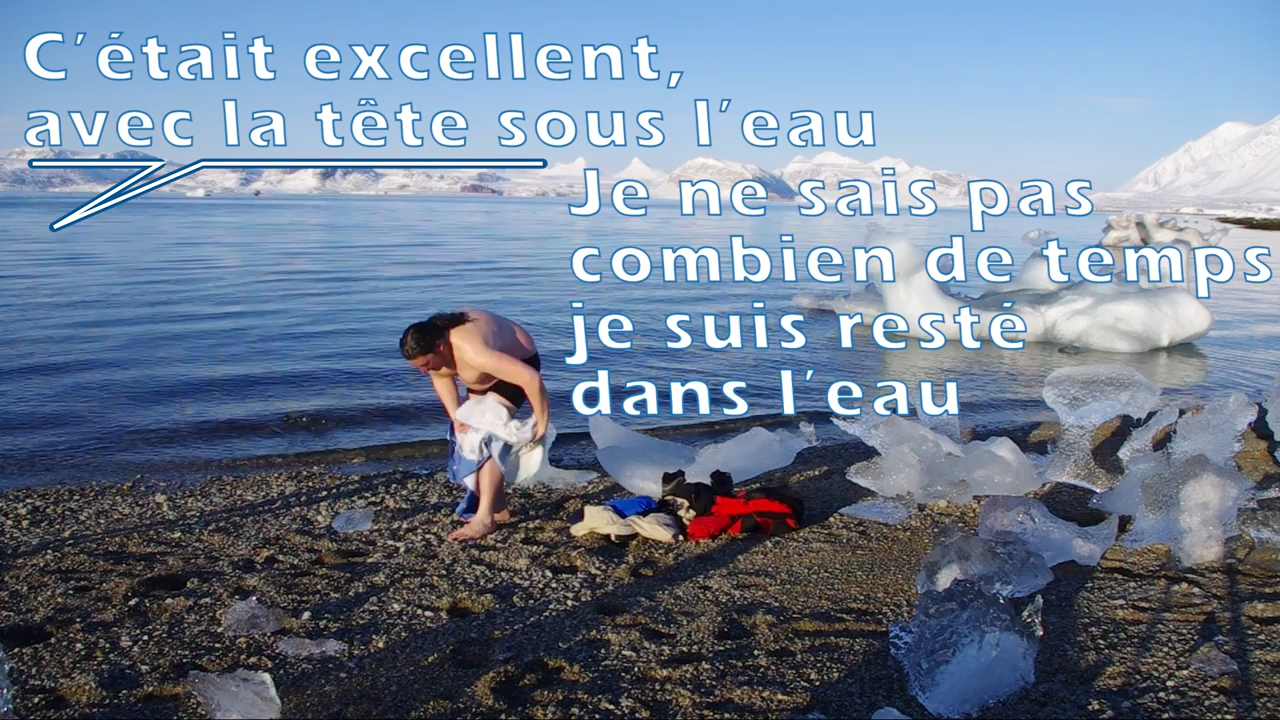 C'était excellent,
avec la tête sous l'eau
Je ne sais pas
combien de temps
je suis resté
dans l'eau